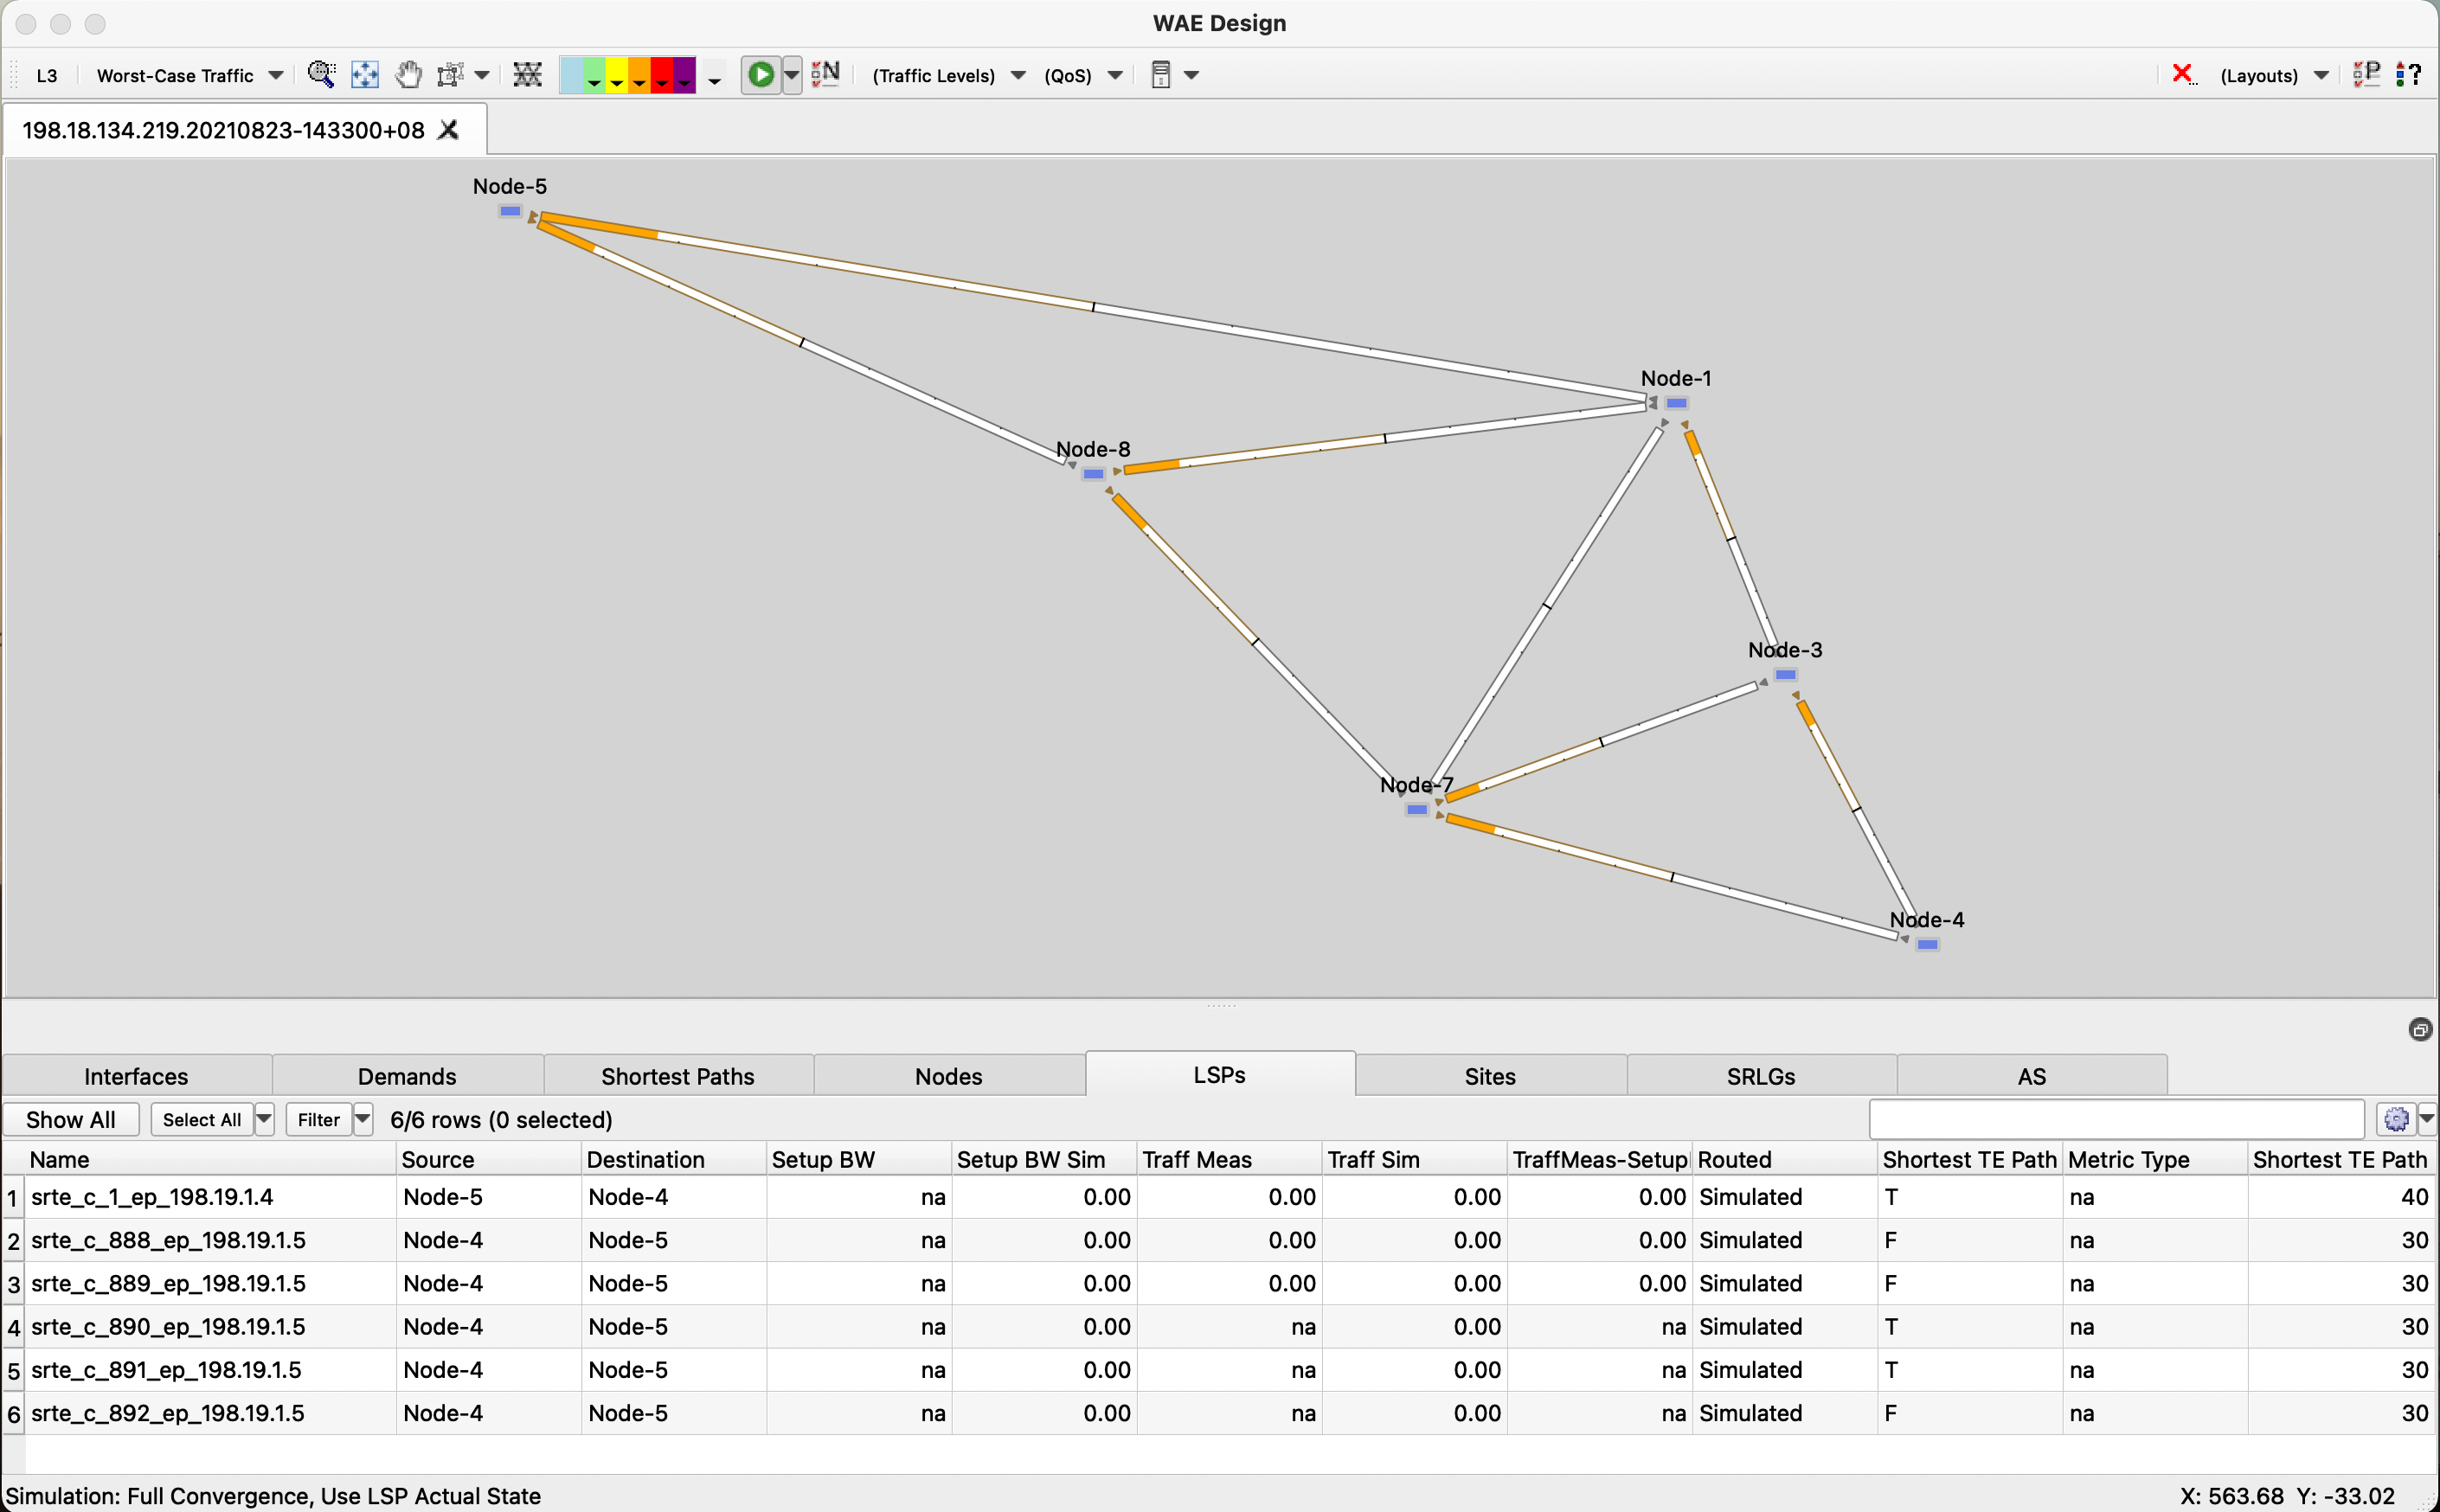 WAE Design
L3 Worst-Case Traffic (Traffic Levels) (QoS) (Layouts)
198.18.134.219.20210823-143300+08
Node-5
Node-1
Node-8
Node-3
Node-7
Node-4
Interfaces Demands Shortest Paths Nodes LSPs Sites SRLGs AS
Show All Select All Filter 6/6 rows (0 selected)
Name Source Destination Setup BW Setup BW Sim Traff Meas Traff Sim TraffMeas-Setup Routed Shortest TE Path Metric Type Shortest TE Path
1 srte_c_1_ep_198.19.1.4 Node-5 Node-4 na 0.00 0.00 0.00 0.00 Simulated T na 40
2 srte_c_888_ep_198.19.1.5 Node-4 Node-5 na 0.00 0.00 0.00 0.00 Simulated F na 30
3 srte_c_889_ep_198.19.1.5 Node-4 Node-5 na 0.00 0.00 0.00 0.00 Simulated F na 30
4 srte_c_890_ep_198.19.1.5 Node-4 Node-5 na 0.00 na 0.00 na Simulated T na 30
5 srte_c_891_ep_198.19.1.5 Node-4 Node-5 na 0.00 na 0.00 na Simulated T na 30
6 srte_c_892_ep_198.19.1.5 Node-4 Node-5 na 0.00 na 0.00 na Simulated F na 30
Simulation: Full Convergence, Use LSP Actual State X: 563.68 Y: -33.02